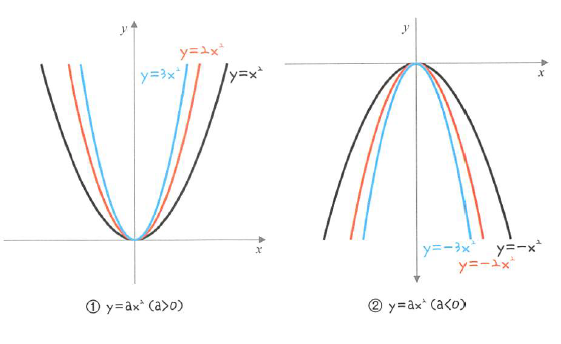 y
y
y=2x²
y=3x²
y=x²
x
x
y=-3x²
y=-x²
y=-2x²
① y=ax² (a>0)
② y=ax² (a<0)